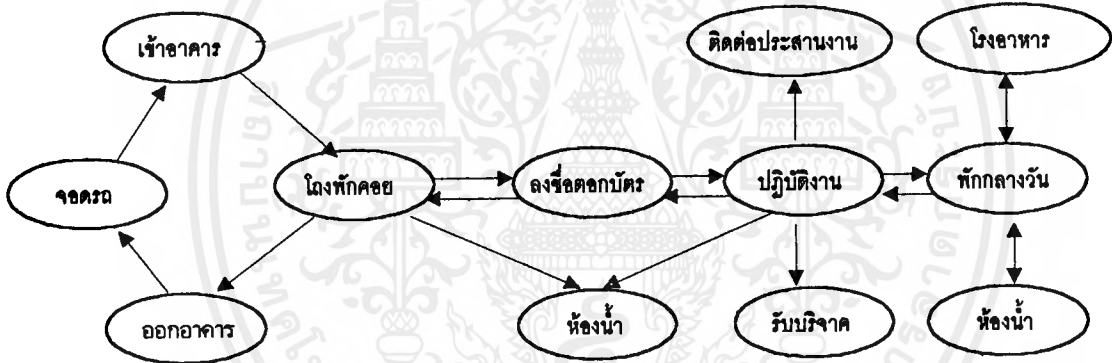 เข้าอาคาร
ติดต่อประสานงาน
โรงอาหาร
จอดรถ
โถงพักคอย
ลงชื่อตอกบัตร
ปฏิบัติงาน
พักกลางวัน
ออกอาคาร
ห้องน้ำ
รับบริจาค
ห้องน้ำ